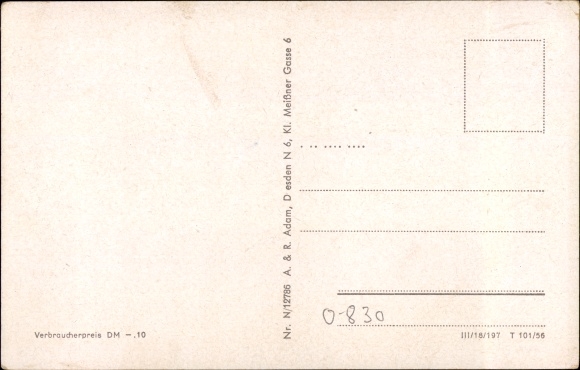 Verbraucherpreis DM —.10
Nr. N/12786 A. & R. Adam, D esden N 6, Kl. Meißner Gasse 6
0-830
III/18/197 T 101/56